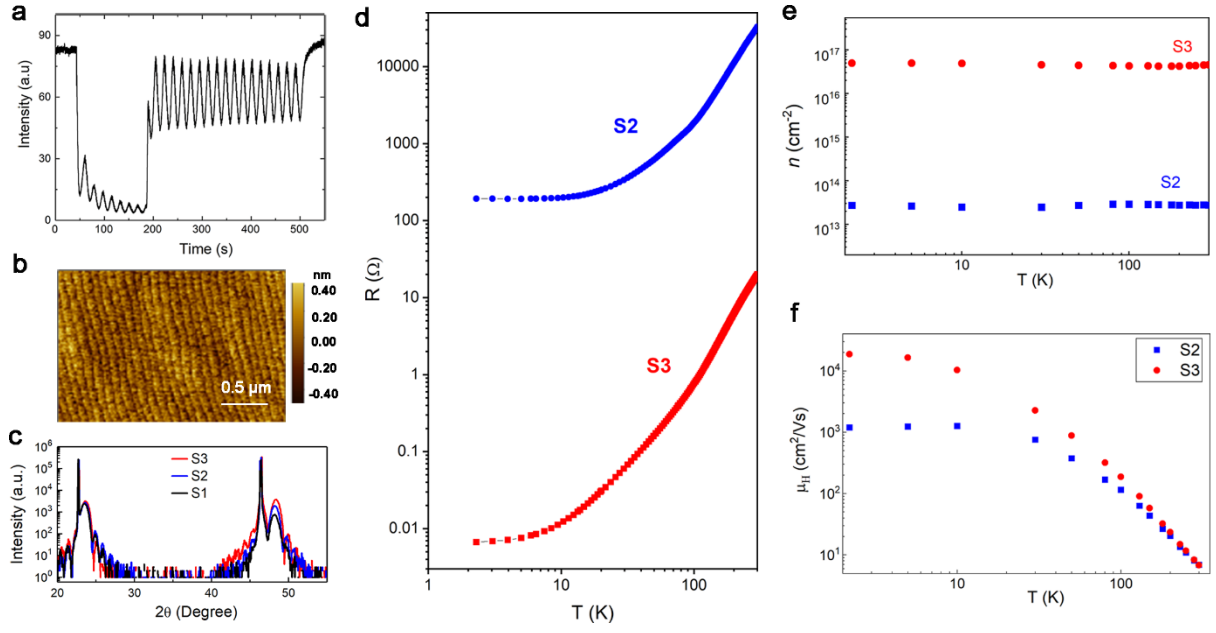 a
90
60
30
0
Intensity (a.u)
0
100
200
300
400
500
Time (s)
b
nm
0.40
0.20
0.00
-0.20
-0.40
0.5 μm
c
10⁶
10⁵
10⁴
10³
10²
10¹
10⁰
Intensity (a.u.)
S3
S2
S1
20
30
40
50
2θ (Degree)
d
10000
1000
100
10
1
0.1
0.01
R (Ω)
S2
S3
1
10
100
T (K)
e
10¹⁷
10¹⁶
10¹⁵
10¹⁴
10¹³
n (cm⁻²)
S3
S2
10
100
T (K)
f
10⁴
10³
10²
10¹
μH (cm²/Vs)
S2
S3
10
100
T (K)